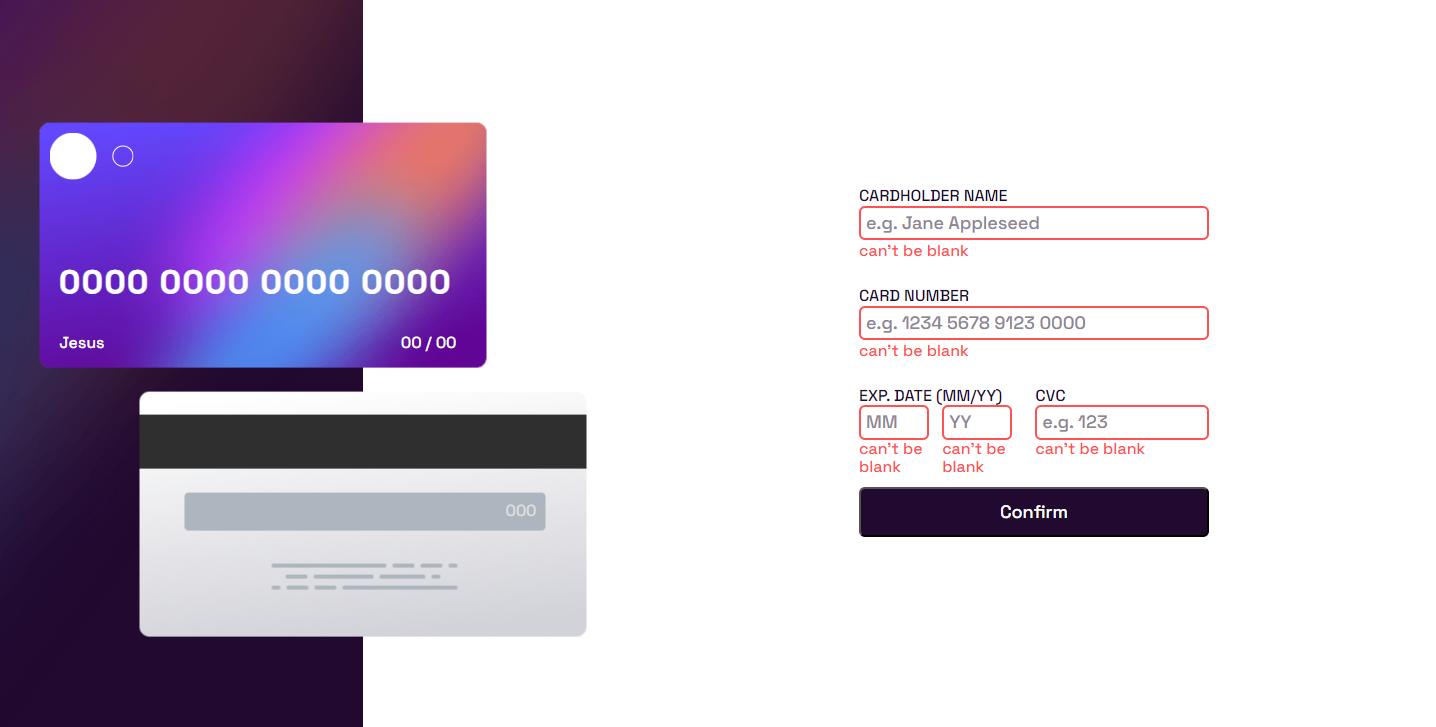 0000 0000 0000 0000
Jesus 00 / 00
000
CARDHOLDER NAME
e.g. Jane Appleseed
can't be blank
CARD NUMBER
e.g. 1234 5678 9123 0000
can't be blank
EXP. DATE (MM/YY) CVC
MM YY e.g. 123
can't be can't be can't be blank
blank blank
Confirm